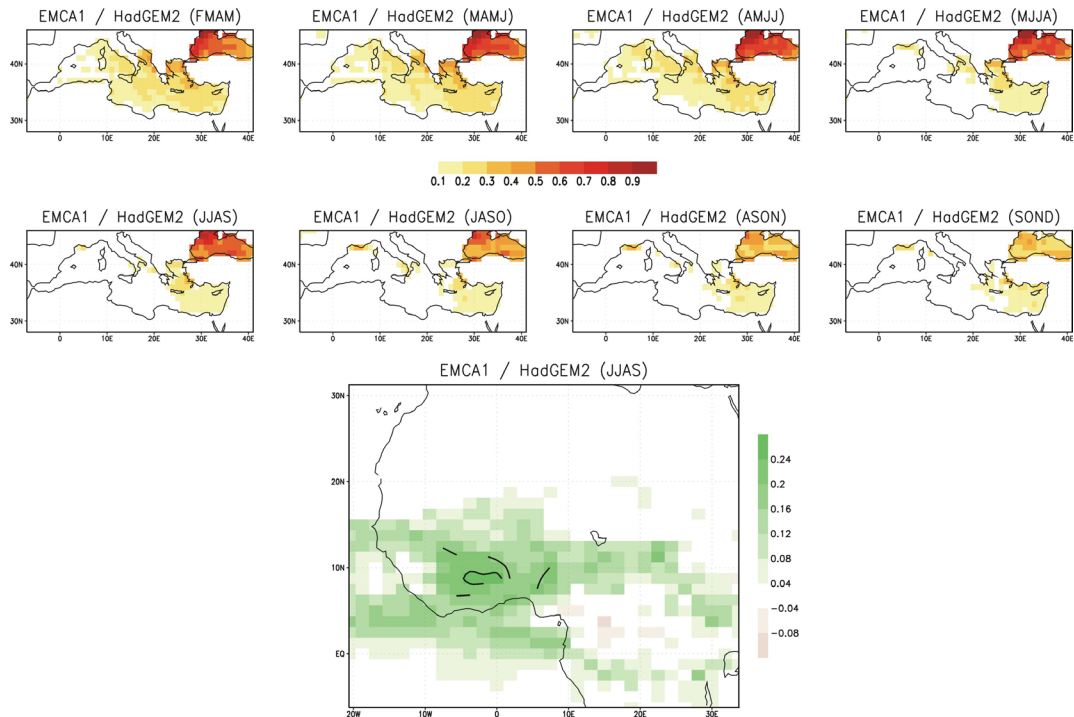 EMCA1 / HadGEM2 (FMAM) EMCA1 / HadGEM2 (MAMJ) EMCA1 / HadGEM2 (AMJJ) EMCA1 / HadGEM2 (MJJA)
40N 40N 40N 40N
30N 30N 30N 30N
0 10E 20E 30E 40E 0 10E 20E 30E 40E 0 10E 20E 30E 40E 0 10E 20E 30E 40E
0.1 0.2 0.3 0.4 0.5 0.6 0.7 0.8 0.9
EMCA1 / HadGEM2 (JJAS) EMCA1 / HadGEM2 (JASO) EMCA1 / HadGEM2 (ASON) EMCA1 / HadGEM2 (SOND)
40N 40N 40N 40N
30N 30N 30N 30N
0 10E 20E 30E 40E 0 10E 20E 30E 40E 0 10E 20E 30E 40E 0 10E 20E 30E 40E
EMCA1 / HadGEM2 (JJAS)
30N
0.24
20N
0.2
0.16
0.12
10N
0.08
0.04
-0.04
-0.08
EQ
20W 10W 0 10E 20E 30E